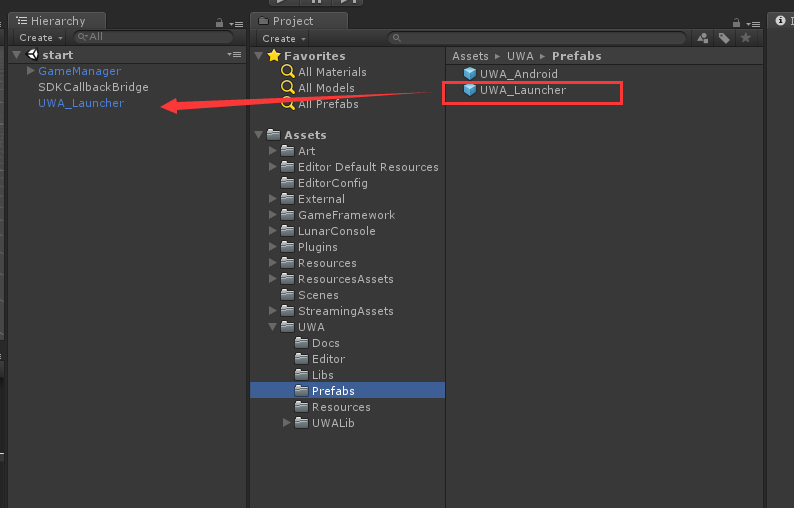 Hierarchy
Create
All
start
GameManager
SDKCallbackBridge
UWA_Launcher
Project
Create
Favorites
All Materials
All Models
All Prefabs
Assets
Art
Editor Default Resources
EditorConfig
External
GameFramework
LunarConsole
Plugins
Resources
ResourcesAssets
Scenes
StreamingAssets
UWA
Docs
Editor
Libs
Prefabs
Resources
UWALib
Assets ▸ UWA ▸ Prefabs
UWA_Android
UWA_Launcher